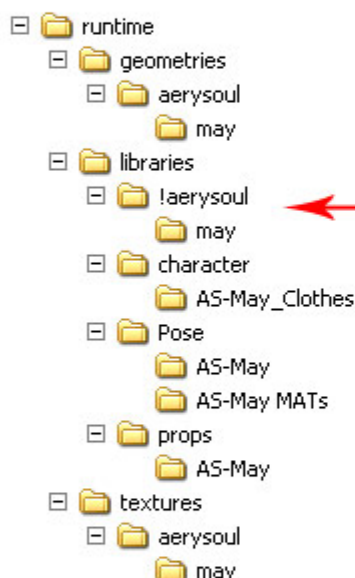 runtime
geometries
aerysoul
may
libraries
!aerysoul
may
character
AS-May_Clothes
Pose
AS-May
AS-May MATs
props
AS-May
textures
aerysoul
may